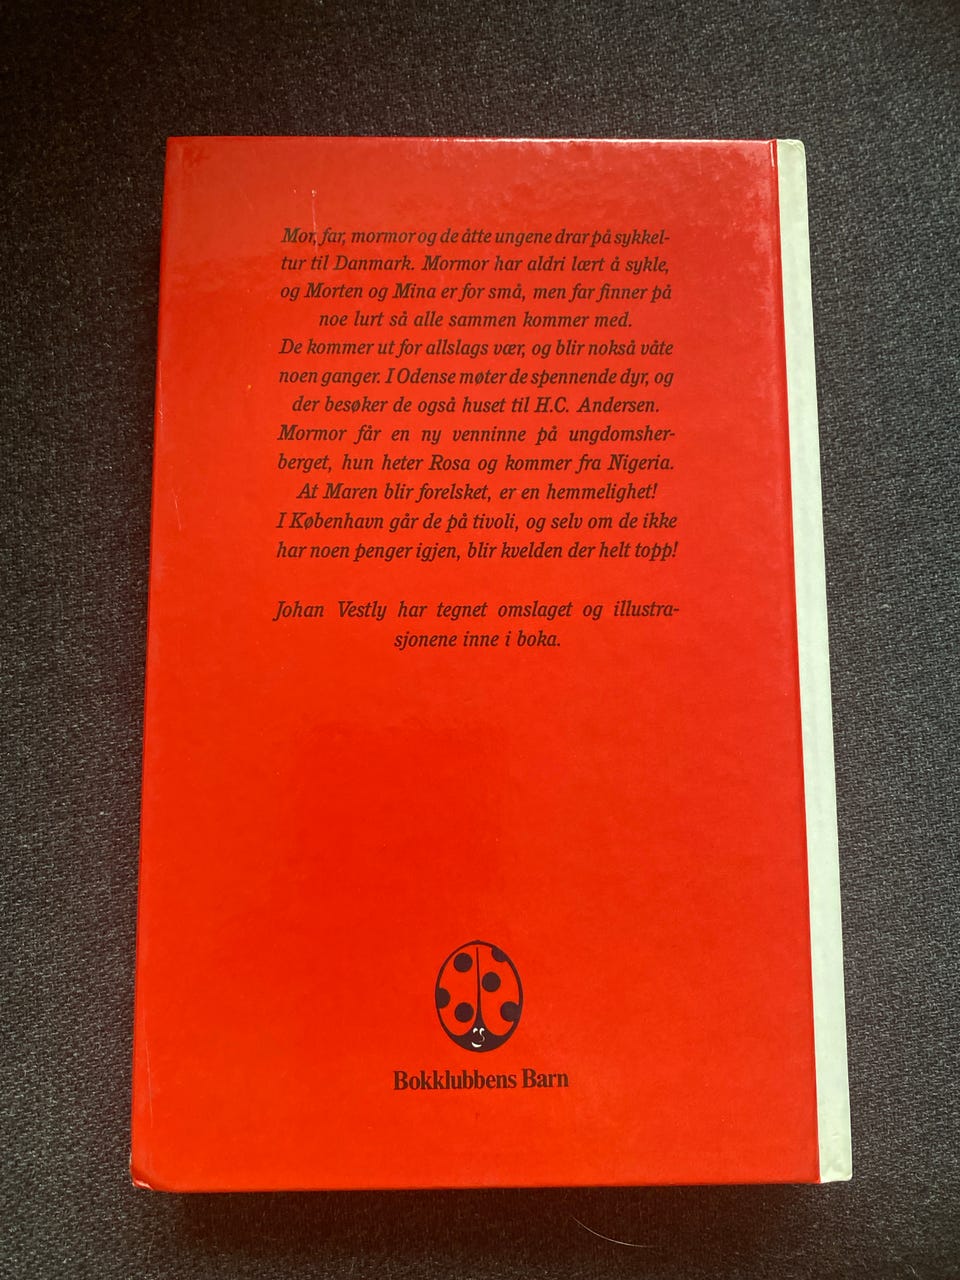 Mor, far, mormor og de åtte ungene drar på sykkel-
tur til Danmark. Mormor har aldri lært å sykle,
og Morten og Mina er for små, men far finner på
noe lurt så alle sammen kommer med.
De kommer ut for allslags vær, og blir nokså våte
noen ganger. I Odense møter de spennende dyr, og
der besøker de også huset til H.C. Andersen.
Mormor får en ny venninne på ungdomsher-
berget, hun heter Rosa og kommer fra Nigeria.
At Maren blir forelsket, er en hemmelighet!
I København går de på tivoli, og selv om de ikke
har noen penger igjen, blir kvelden der helt topp!
Johan Vestly har tegnet omslaget og illustra-
sjonene inne i boka.
Bokklubbens Barn